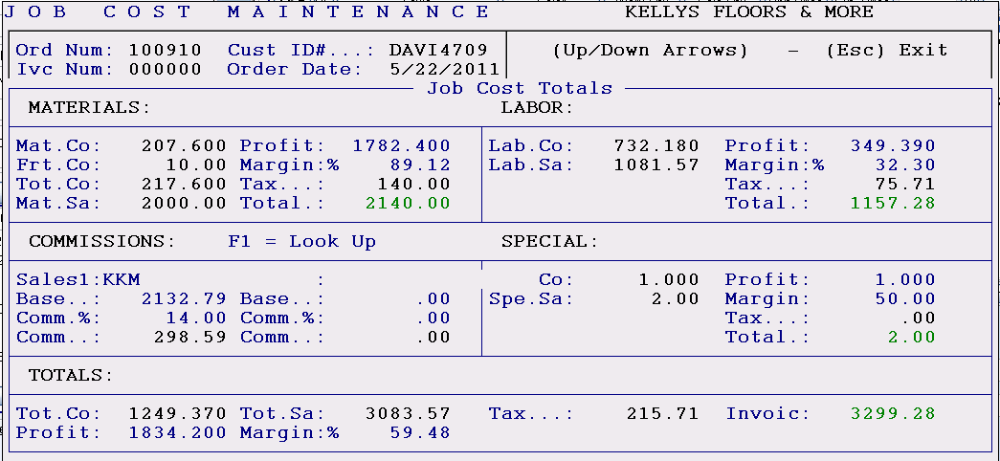 JOB COST MAINTENANCE KELLYS FLOORS & MORE
Ord Num: 100910 Cust ID#...: DAVI4709 (Up/Down Arrows) – (Esc) Exit
Ivc Num: 000000 Order Date: 5/22/2011
Job Cost Totals
MATERIALS: LABOR:
Mat.Co: 207.600 Profit: 1782.400 Lab.Co: 732.180 Profit: 349.390
Frt.Co: 10.00 Margin:% 89.12 Lab.Sa: 1081.57 Margin:% 32.30
Tot.Co: 217.600 Tax...: 140.00 Tax...: 75.71
Mat.Sa: 2000.00 Total.: 2140.00 Total.: 1157.28
COMMISSIONS: F1 = Look Up SPECIAL:
Sales1:KKM : Co: 1.000 Profit: 1.000
Base..: 2132.79 Base..: .00 Spe.Sa: 2.00 Margin: 50.00
Comm.%: 14.00 Comm.%: .00 Tax...: .00
Comm..: 298.59 Comm..: .00 Total.: 2.00
TOTALS:
Tot.Co: 1249.370 Tot.Sa: 3083.57 Tax...: 215.71 Invoic: 3299.28
Profit: 1834.200 Margin:% 59.48